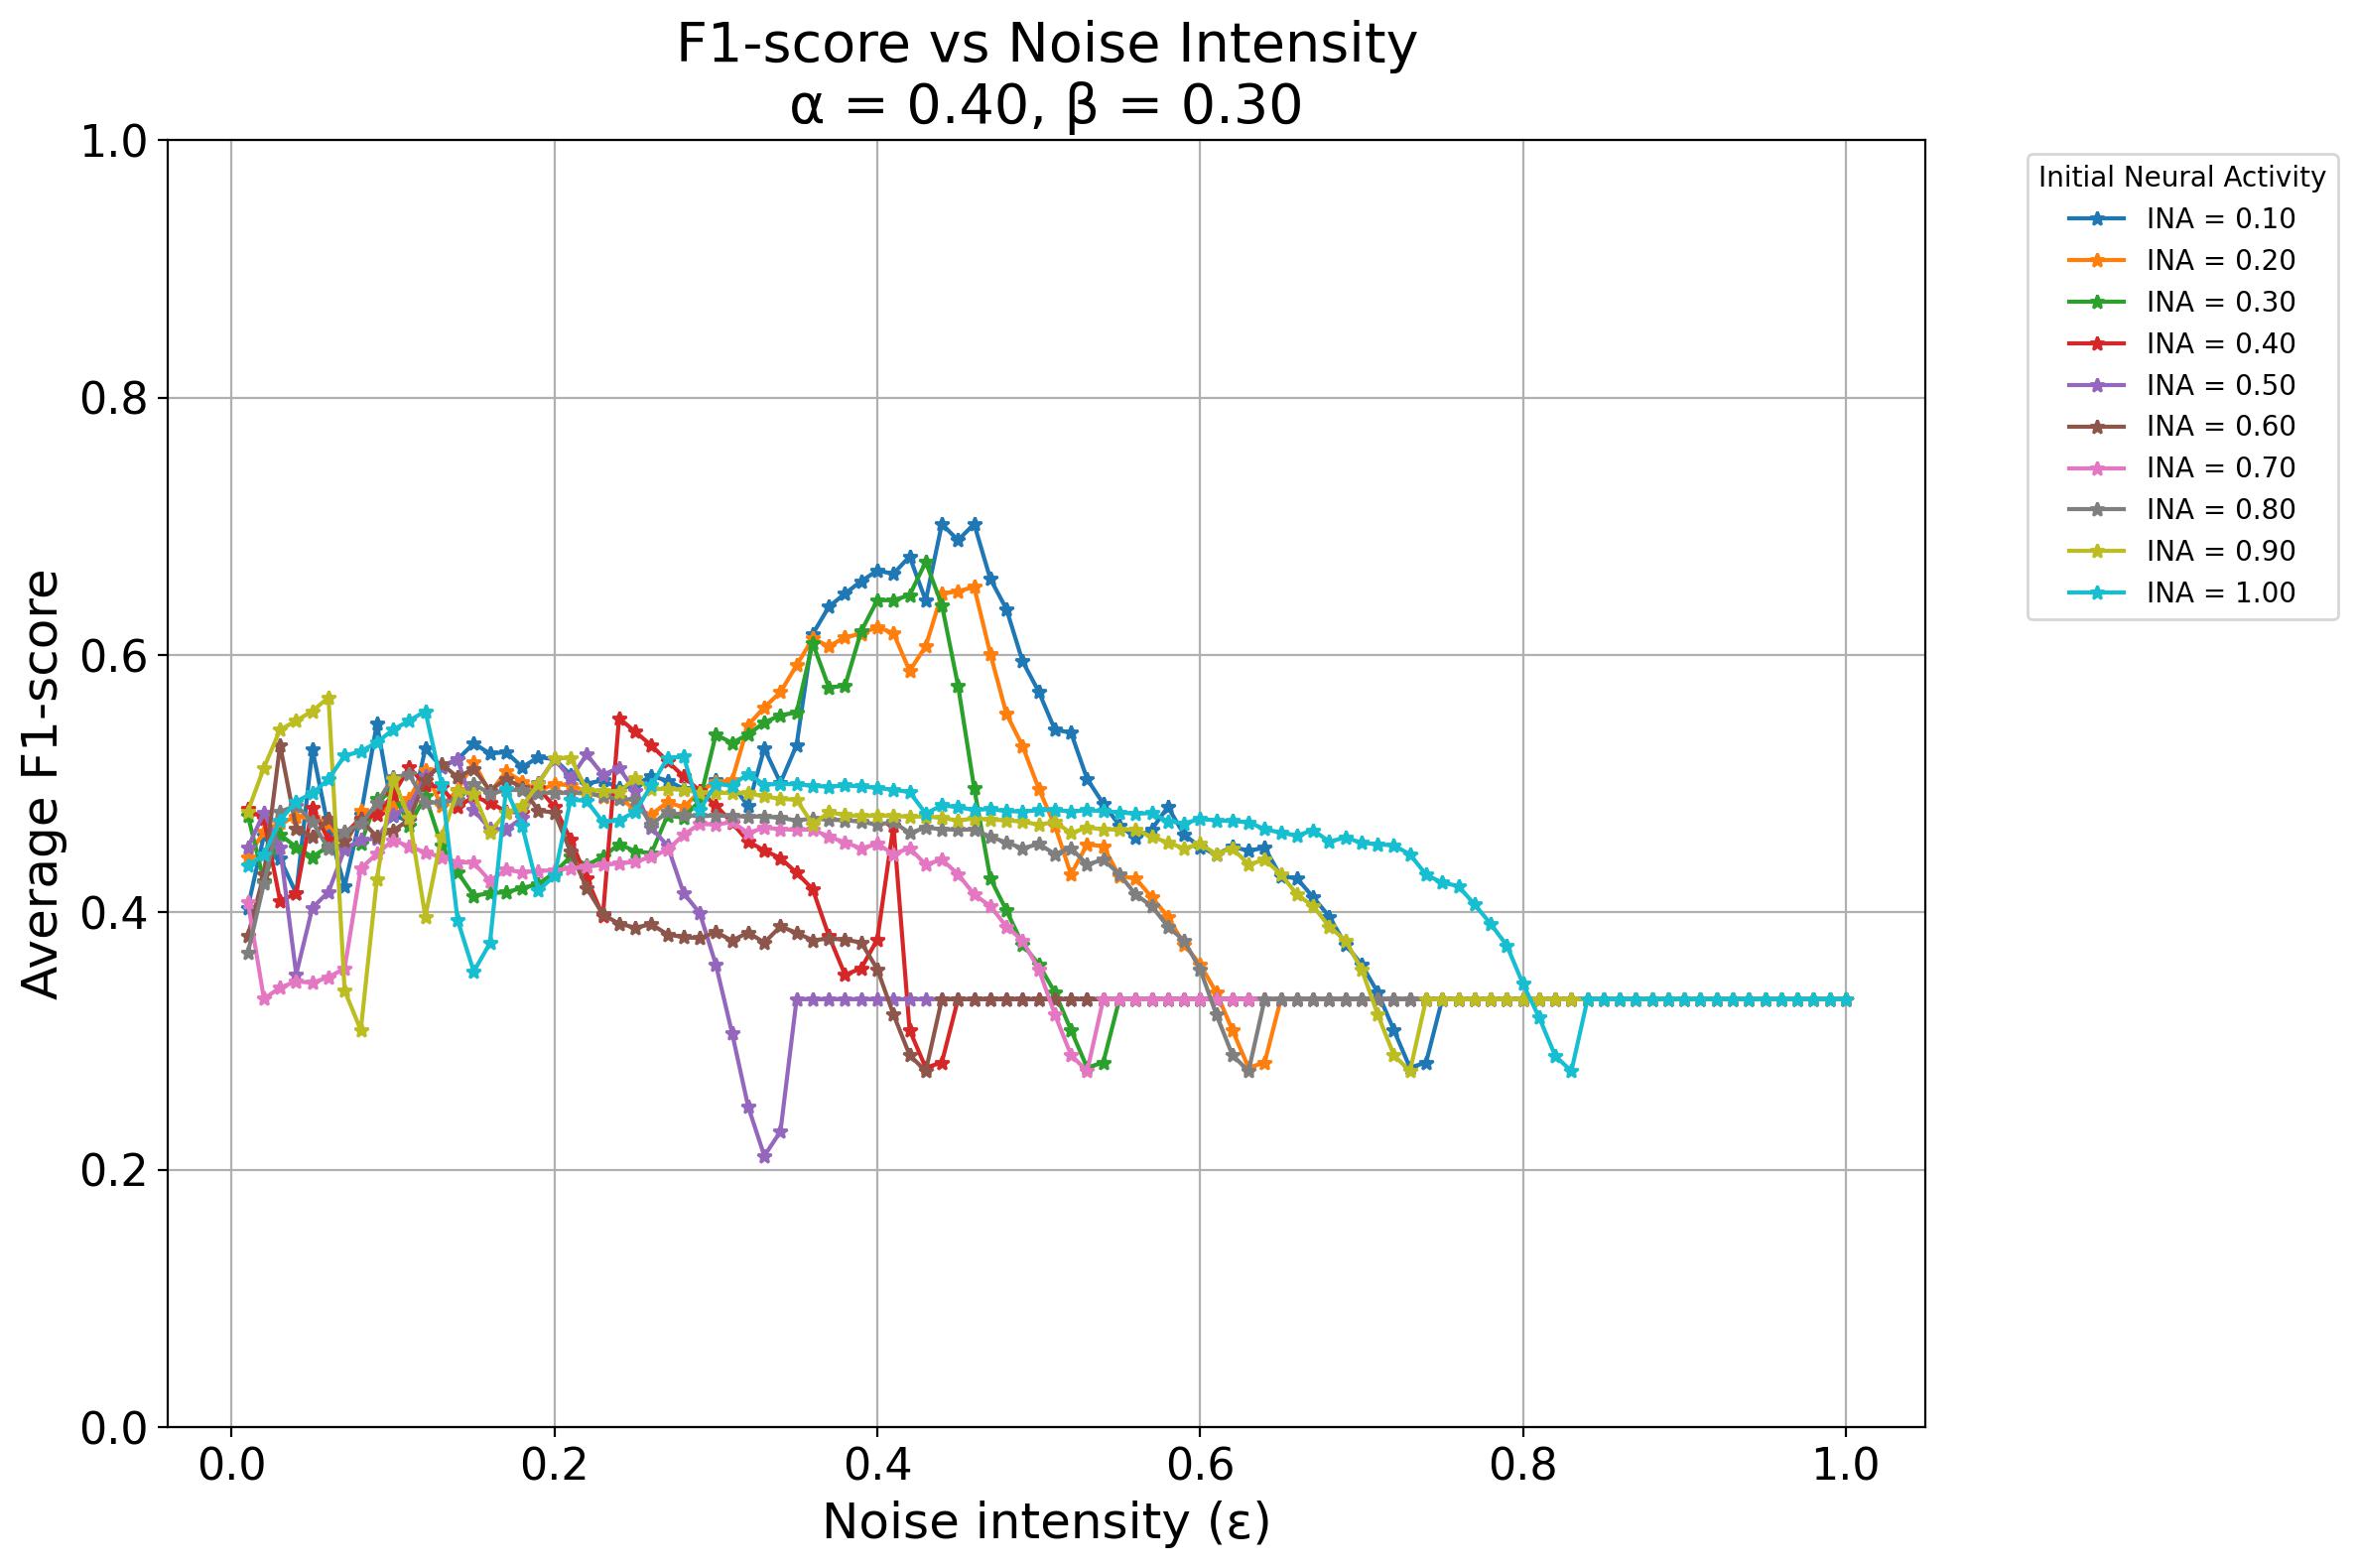 F1-score vs Noise Intensity
α = 0.40, β = 0.30
1.0
0.8
0.6
0.4
0.2
0.0
Average F1-score
0.0 0.2 0.4 0.6 0.8 1.0
Noise intensity (ε)
Initial Neural Activity
INA = 0.10
INA = 0.20
INA = 0.30
INA = 0.40
INA = 0.50
INA = 0.60
INA = 0.70
INA = 0.80
INA = 0.90
INA = 1.00